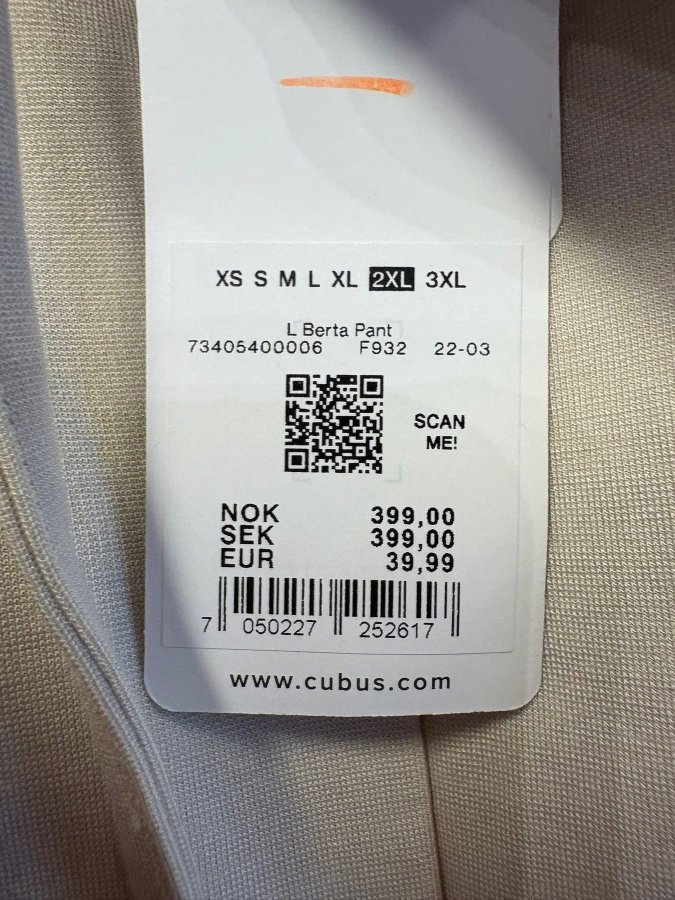 XS S M L XL 2XL 3XL
L Berta Pant
73405400006 F932 22-03
SCAN
ME!
NOK 399,00
SEK 399,00
EUR 39,99
7 050227 252617
www.cubus.com